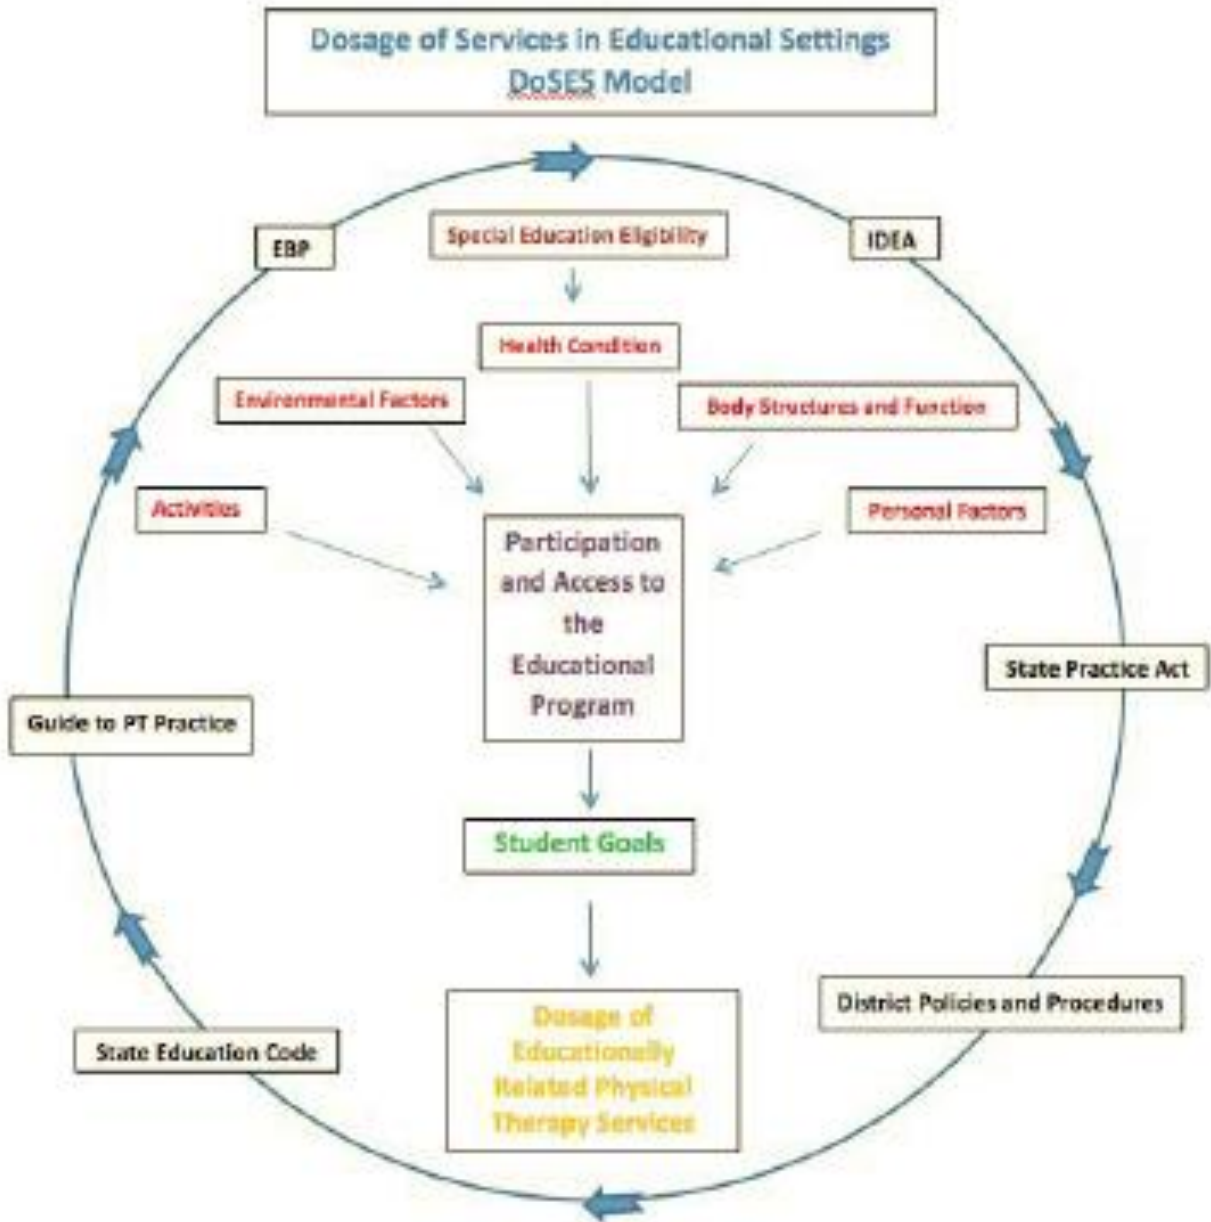 Dosage of Services in Educational Settings
DoSES Model
EBP
Special Education Eligibility
IDEA
Health Condition
Environmental Factors
Body Structures and Function
Activities
Personal Factors
Participation
and Access to
the
Educational
Program
State Practice Act
Guide to PT Practice
Student Goals
District Policies and Procedures
State Education Code
Dosage of
Educationally
Related Physical
Therapy Services